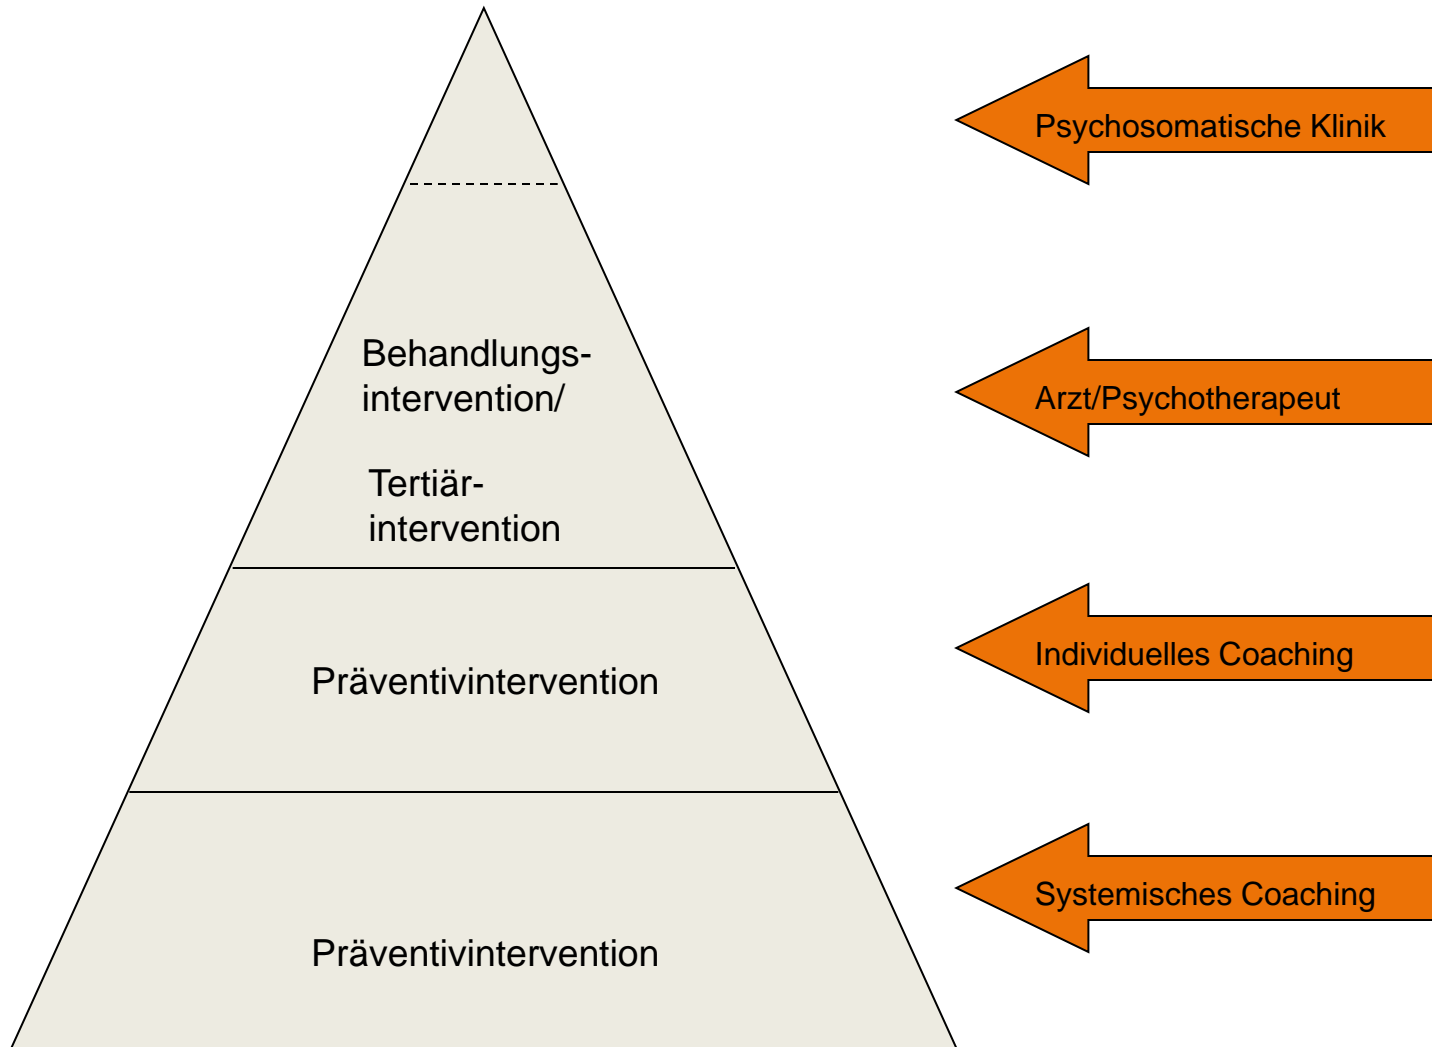 Psychosomatische Klinik
Behandlungs-
intervention/
Arzt/Psychotherapeut
Tertiär-
intervention
Präventivintervention
Individuelles Coaching
Systemisches Coaching
Präventivintervention